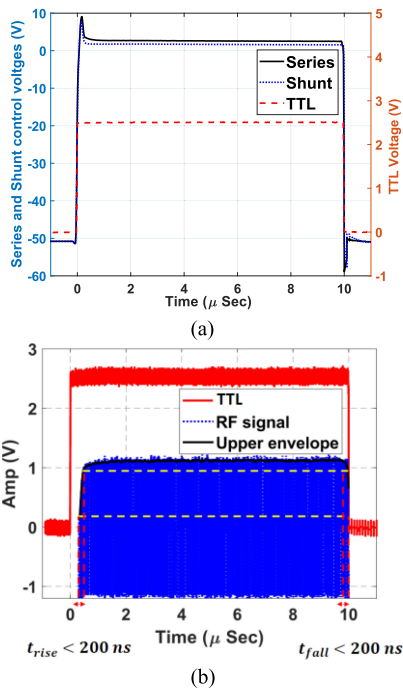 Series and Shunt control voltges (V)
10
0
-10
-20
-30
-40
-50
-60
Series
Shunt
TTL
5
4
3
2
1
0
-1
TTL Voltage (V)
0 2 4 6 8 10
Time (μ Sec)
(a)
Amp (V)
3
2
1
0
-1
TTL
RF signal
Upper envelope
0 2 4 6 8 10
Time (μ Sec)
t_rise < 200 ns
t_fall < 200 ns
(b)